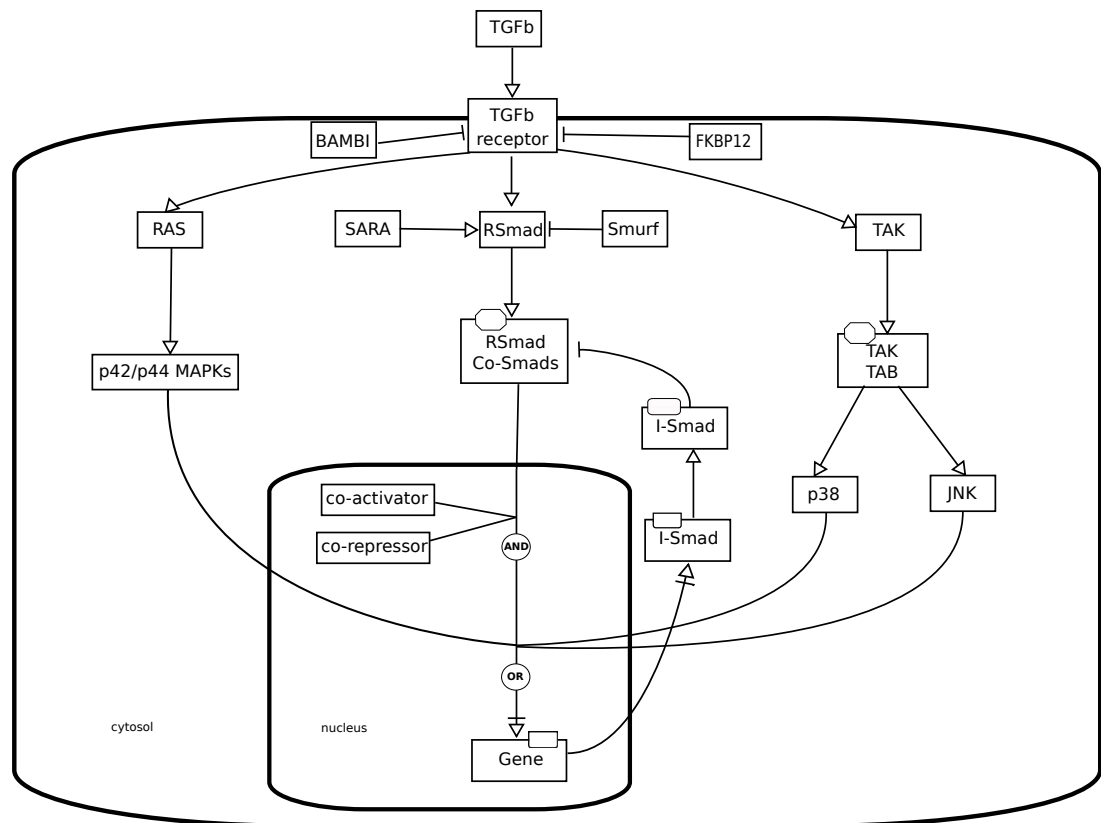 TGFb
TGFb
receptor
BAMBI
FKBP12
RAS
SARA
RSmad
Smurf
TAK
RSmad
Co-Smads
TAK
TAB
p42/p44 MAPKs
I-Smad
co-activator
p38
JNK
co-repressor
AND
I-Smad
OR
cytosol
nucleus
Gene